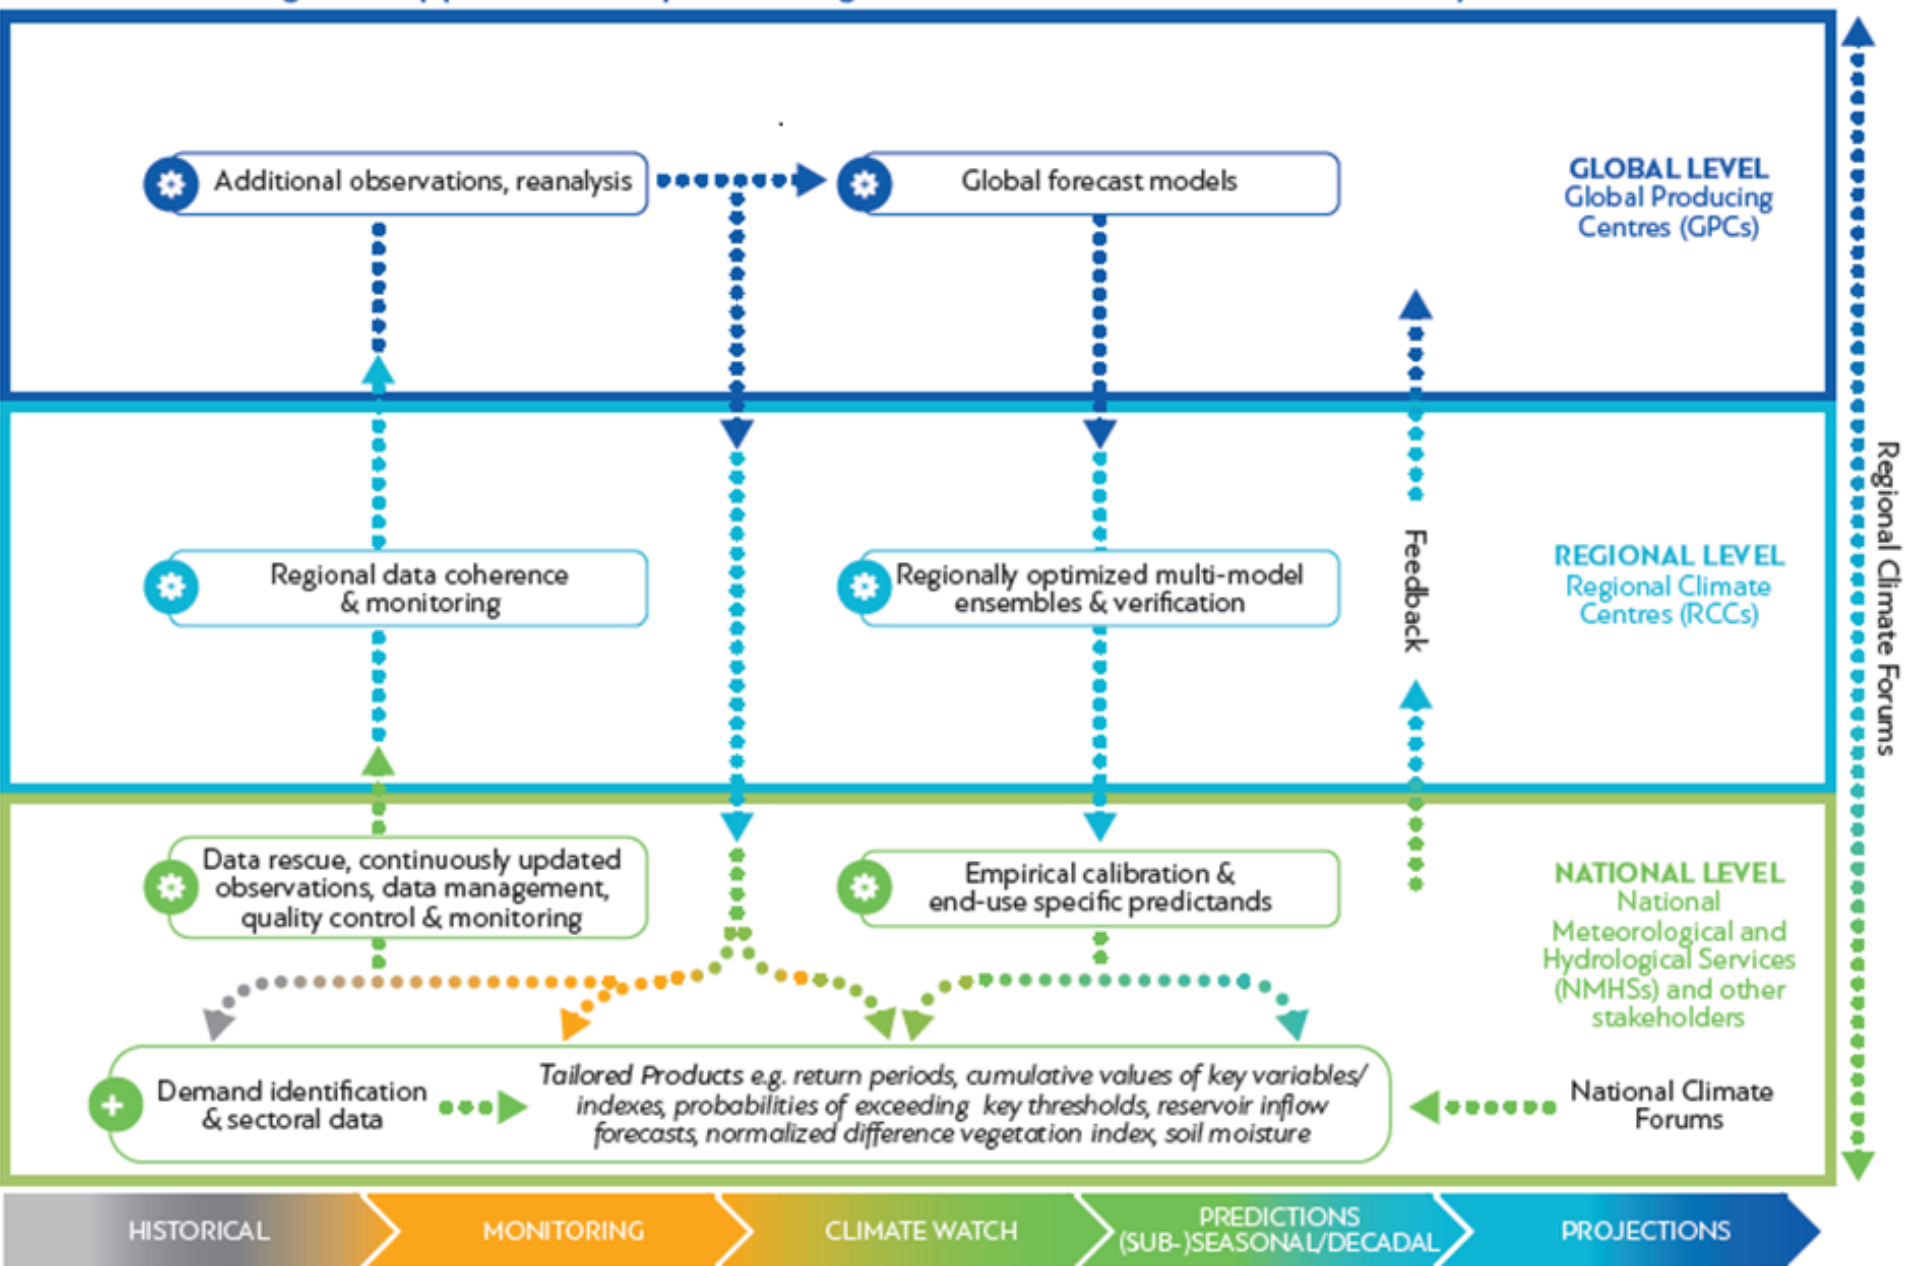 Additional observations, reanalysis
Global forecast models
GLOBAL LEVEL
Global Producing
Centres (GPCs)
Regional data coherence
& monitoring
Regionally optimized multi-model
ensembles & verification
Feedback
REGIONAL LEVEL
Regional Climate
Centres (RCCs)
Regional Climate Forums
Data rescue, continuously updated
observations, data management,
quality control & monitoring
Empirical calibration &
end-use specific predictands
NATIONAL LEVEL
National
Meteorological and
Hydrological Services
(NMHSs) and other
stakeholders
Demand identification
& sectoral data
Tailored Products e.g. return periods, cumulative values of key variables/
indexes, probabilities of exceeding key thresholds, reservoir inflow
forecasts, normalized difference vegetation index, soil moisture
National Climate
Forums
HISTORICAL
MONITORING
CLIMATE WATCH
PREDICTIONS
(SUB-)SEASONAL/DECADAL
PROJECTIONS